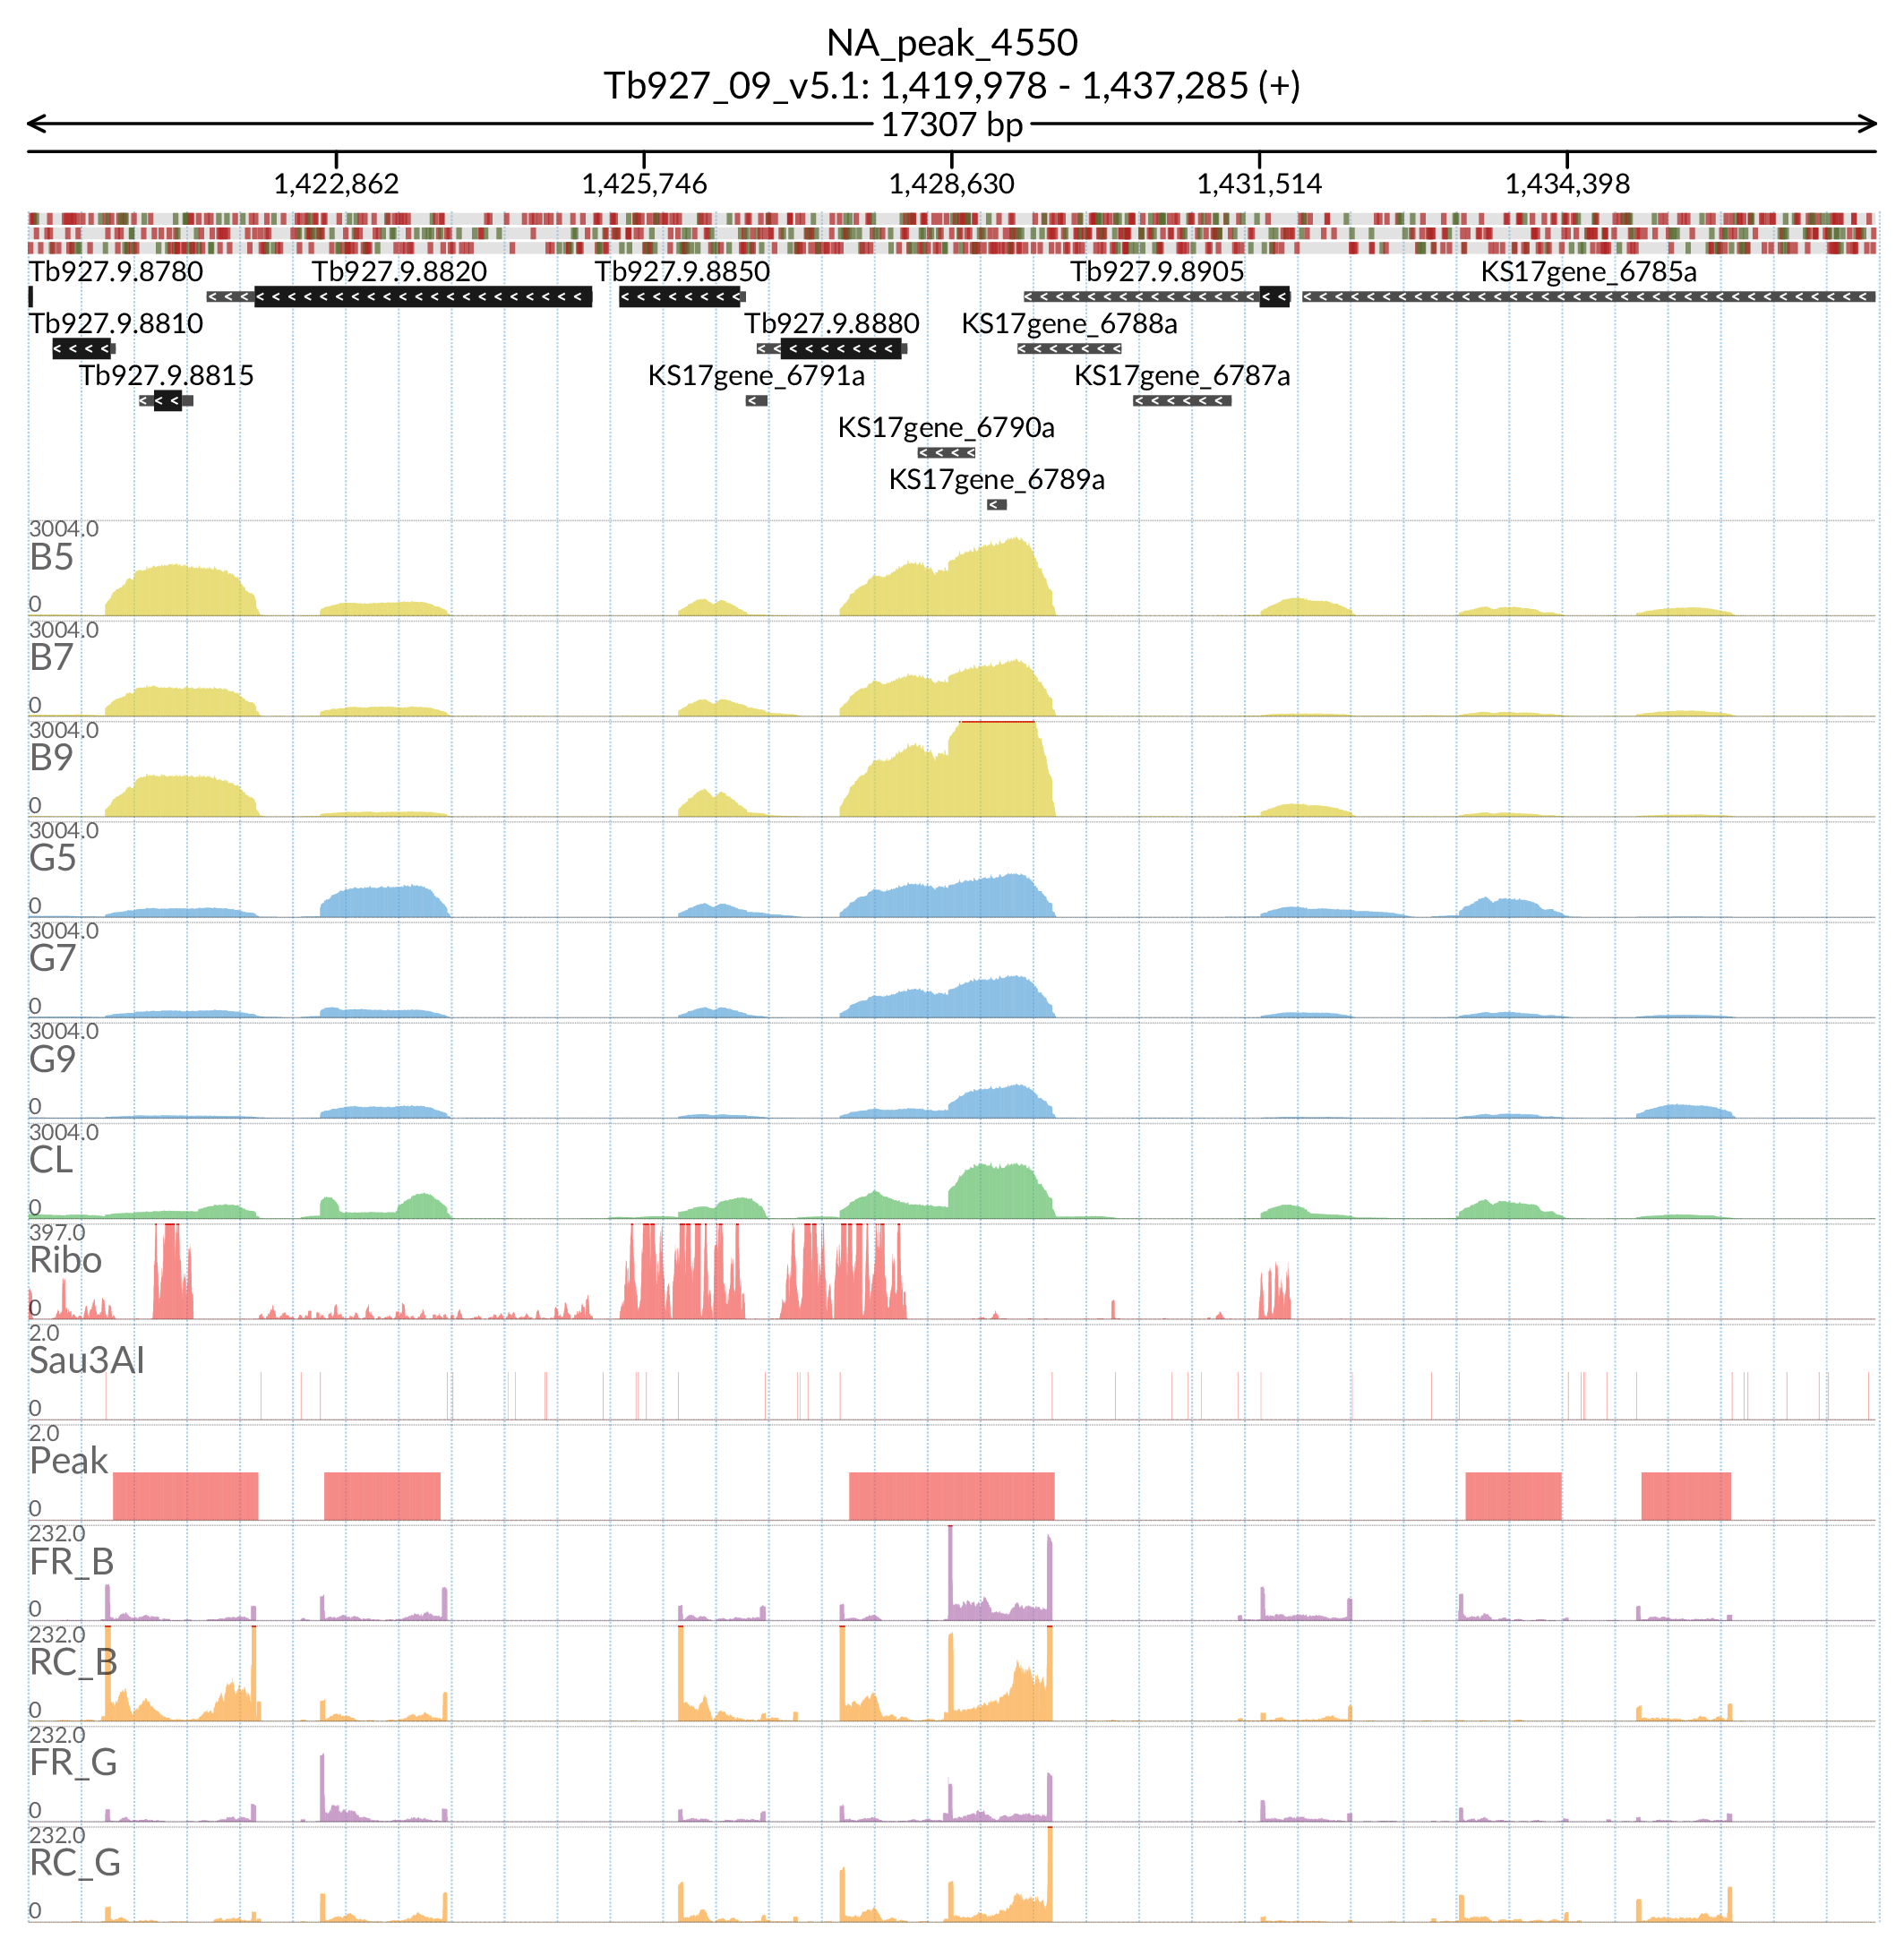 NA_peak_4550
Tb927_09_v5.1: 1,419,978 - 1,437,285 (+)
17307 bp
1,422,862 1,425,746 1,428,630 1,431,514 1,434,398
Tb927.9.8780 Tb927.9.8820 Tb927.9.8850 Tb927.9.8905 KS17gene_6785a
Tb927.9.8810 Tb927.9.8880 KS17gene_6788a
Tb927.9.8815 KS17gene_6791a KS17gene_6787a
KS17gene_6790a
KS17gene_6789a
3004.0
B5
0
3004.0
B7
0
3004.0
B9
0
3004.0
G5
0
3004.0
G7
0
3004.0
G9
0
3004.0
CL
0
397.0
Ribo
0
2.0
Sau3AI
0
2.0
Peak
0
232.0
FR_B
0
232.0
RC_B
0
232.0
FR_G
0
232.0
RC_G
0